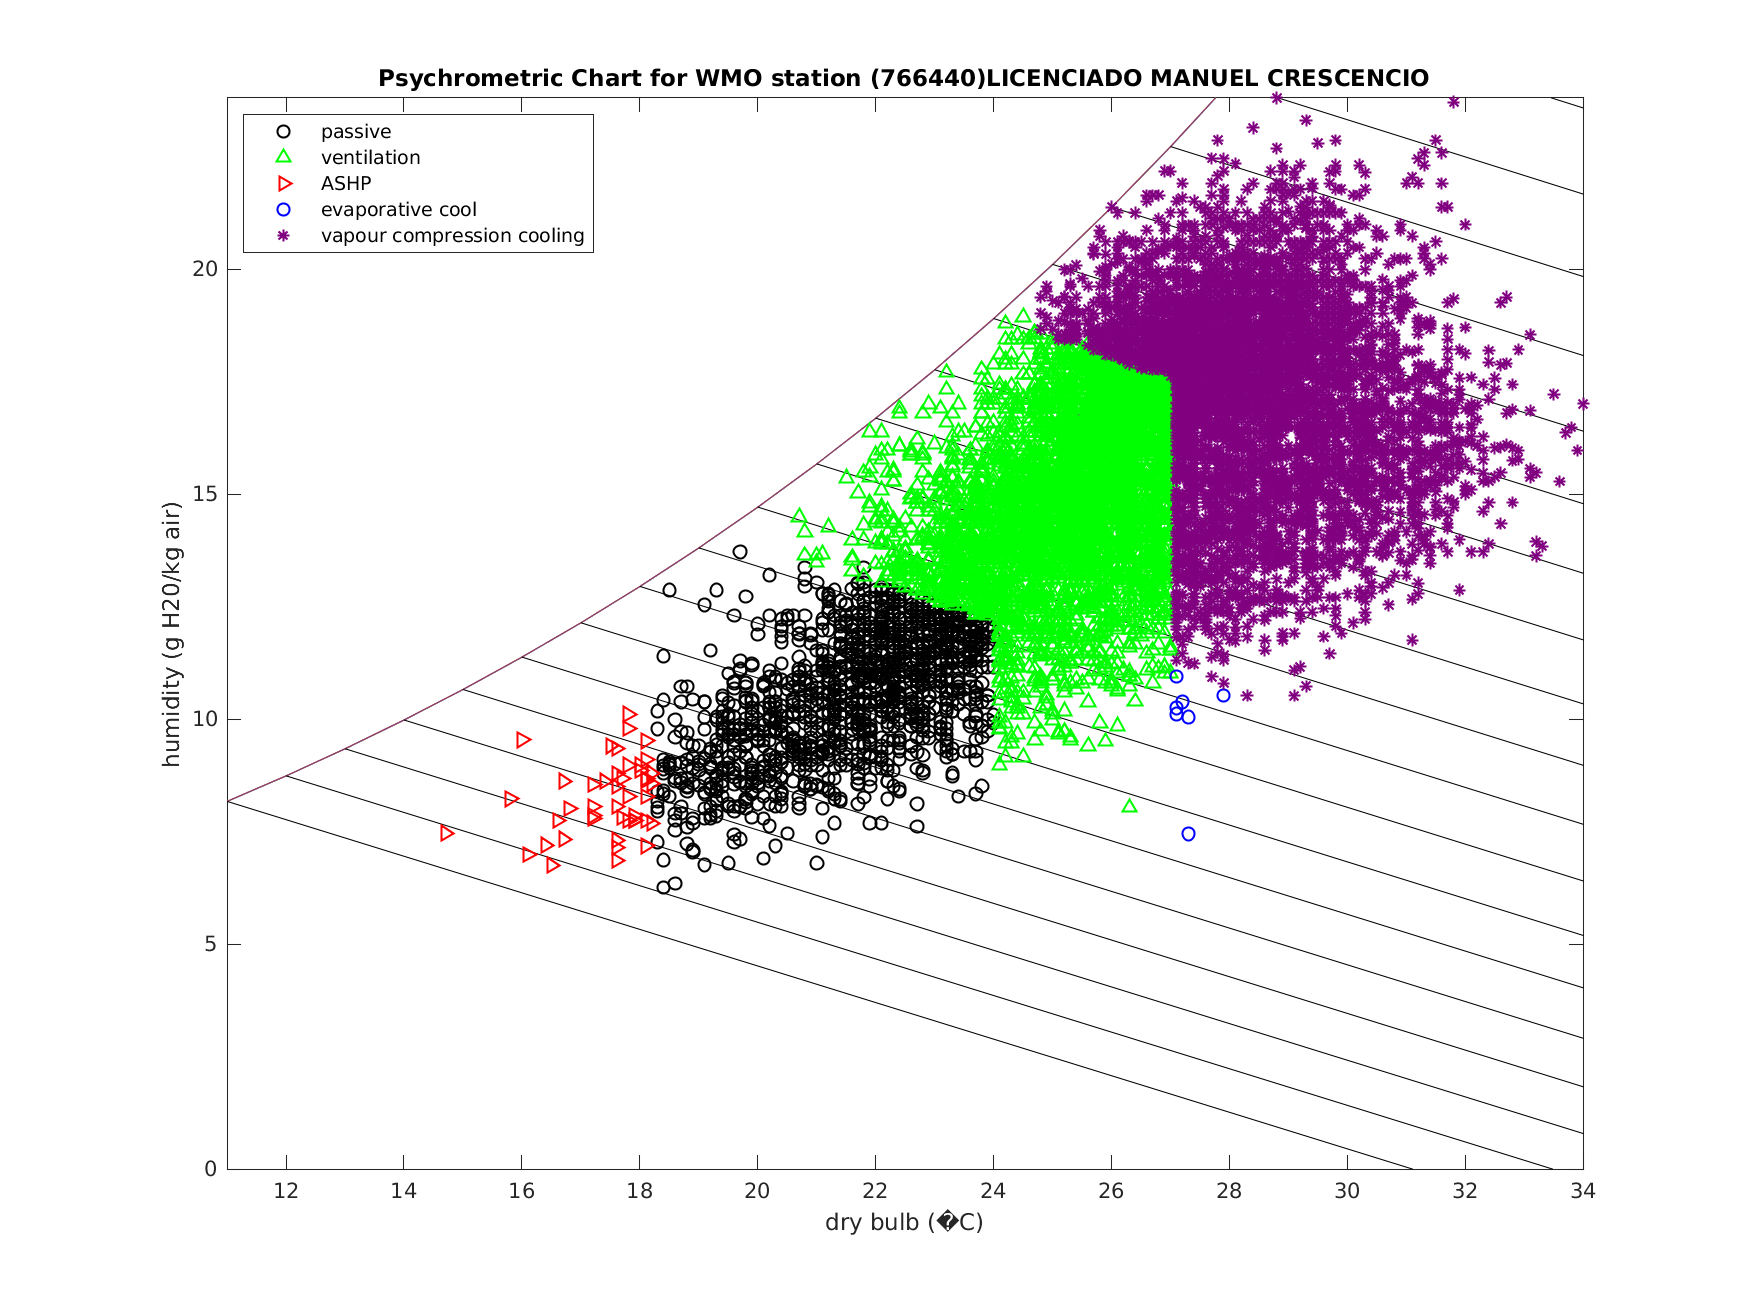 Psychrometric Chart for WMO station (766440)LICENCIADO MANUEL CRESCENCIO
passive
ventilation
ASHP
evaporative cool
vapour compression cooling
20
15
10
5
0
humidity (g H20/kg air)
12 14 16 18 20 22 24 26 28 30 32 34
dry bulb (�C)